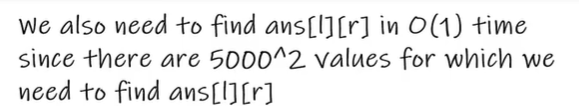 We also need to find ans[l][r] in O(1) time
since there are 5000^2 values for which we
need to find ans[l][r]